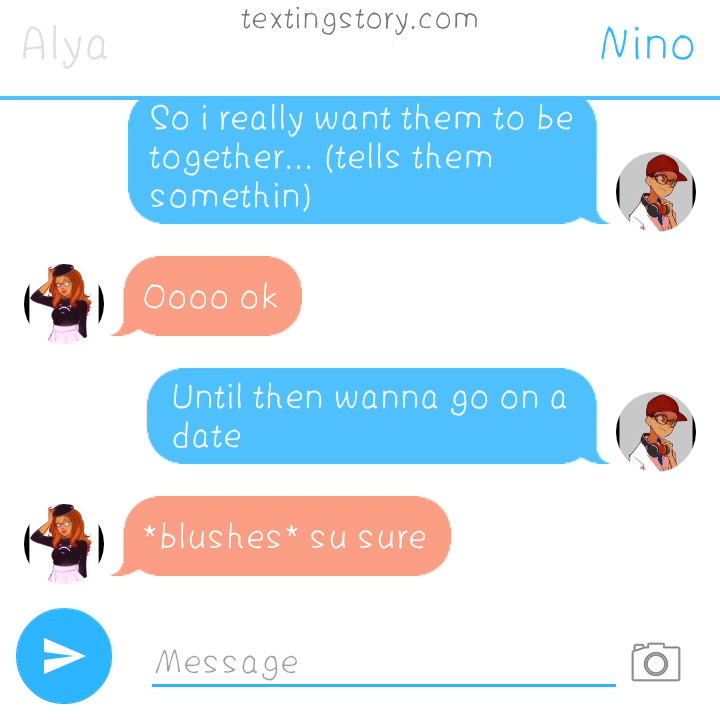 textingstory.com
Alya
Nino
So i really want them to be
together... (tells them
somethin)
Oooo ok
Until then wanna go on a
date
*blushes* su sure
Message